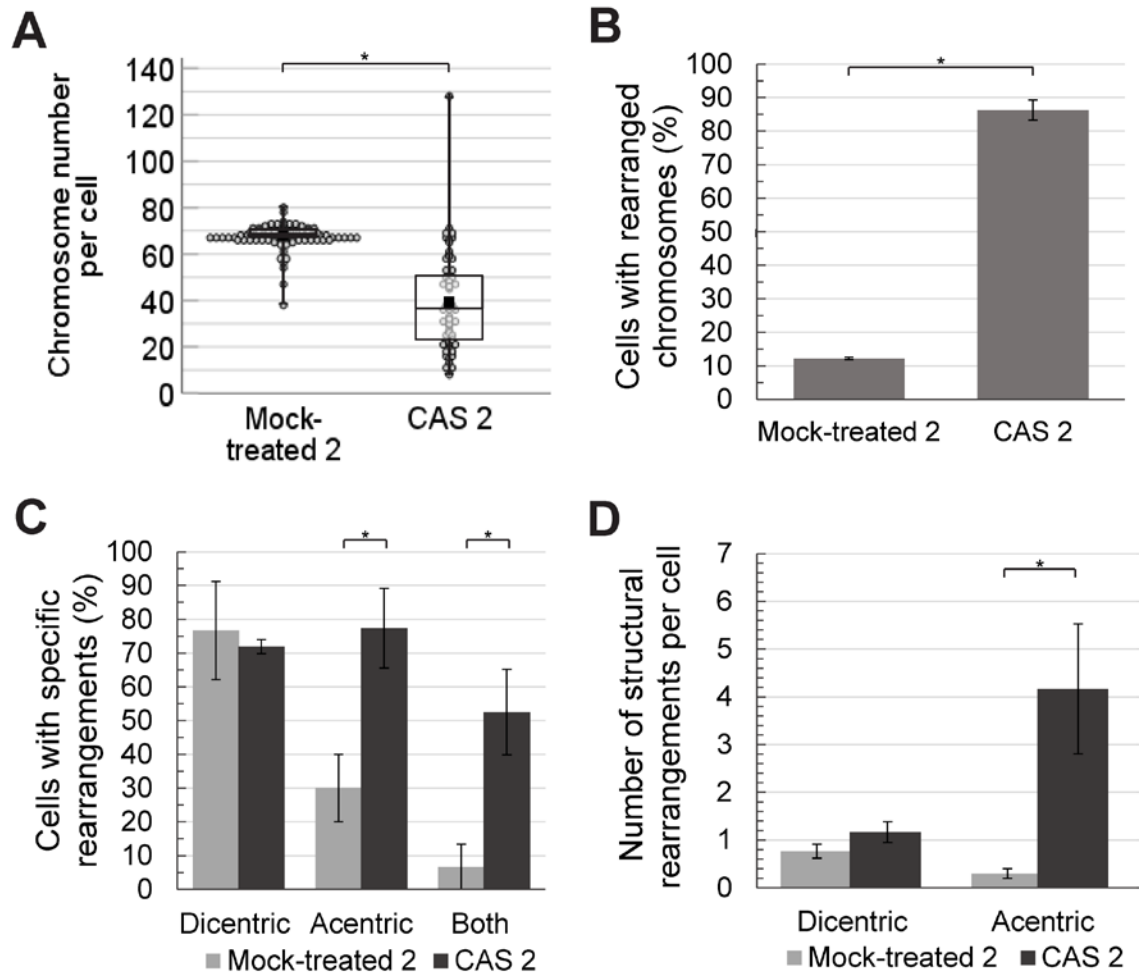 A
Chromosome number
per cell
140
120
100
80
60
40
20
0
*
Mock-
treated 2
CAS 2
B
Cells with rearranged
chromosomes (%)
100
90
80
70
60
50
40
30
20
10
0
*
Mock-treated 2
CAS 2
C
Cells with specific
rearrangements (%)
100
90
80
70
60
50
40
30
20
10
0
*
*
Dicentric
Acentric
Both
Mock-treated 2
CAS 2
D
Number of structural
rearrangements per cell
7
6
5
4
3
2
1
0
*
Dicentric
Acentric
Mock-treated 2
CAS 2